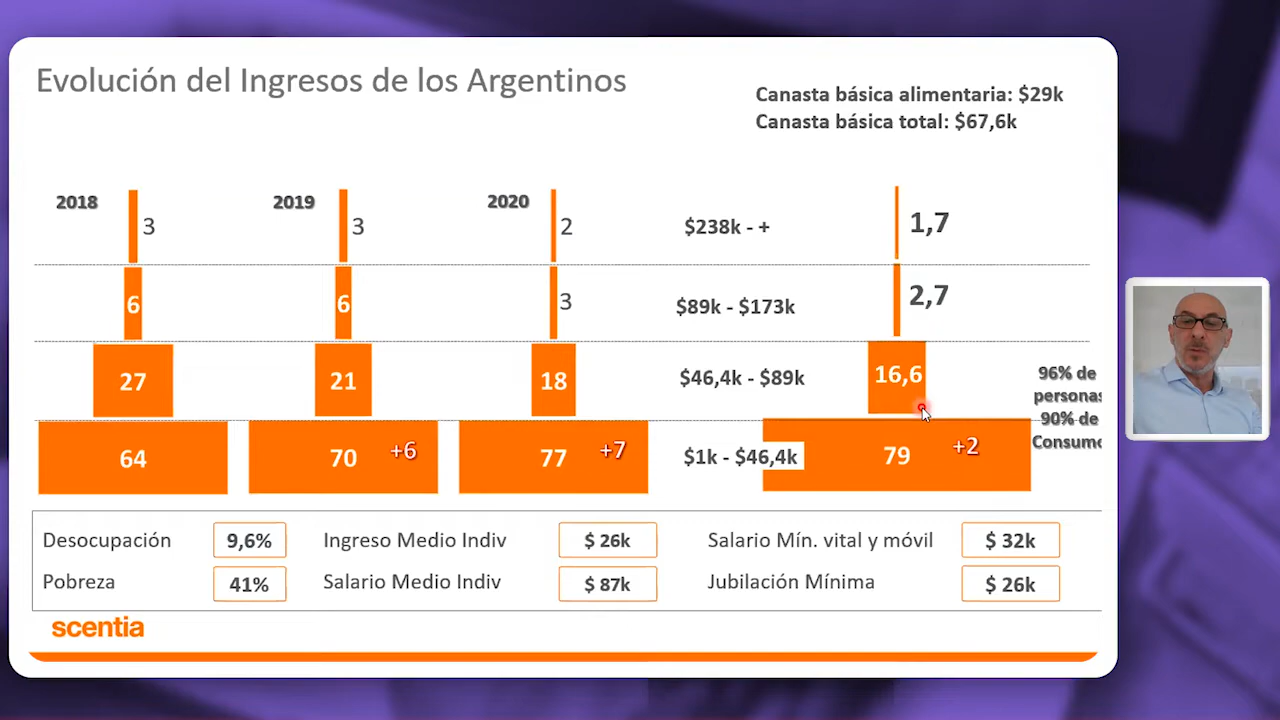 Evolución del Ingresos de los Argentinos
Canasta básica alimentaria: $29k
Canasta básica total: $67,6k
2018
3
2019
3
2020
2
$238k - +
1,7
6
6
3
$89k - $173k
2,7
27
21
18
$46,4k - $89k
16,6
96% de
personas
90% de
Consumo
64
70
+6
77
+7
$1k - $46,4k
79
+2
Desocupación
9,6%
Ingreso Medio Indiv
$ 26k
Salario Mín. vital y móvil
$ 32k
Pobreza
41%
Salario Medio Indiv
$ 87k
Jubilación Mínima
$ 26k
scentia